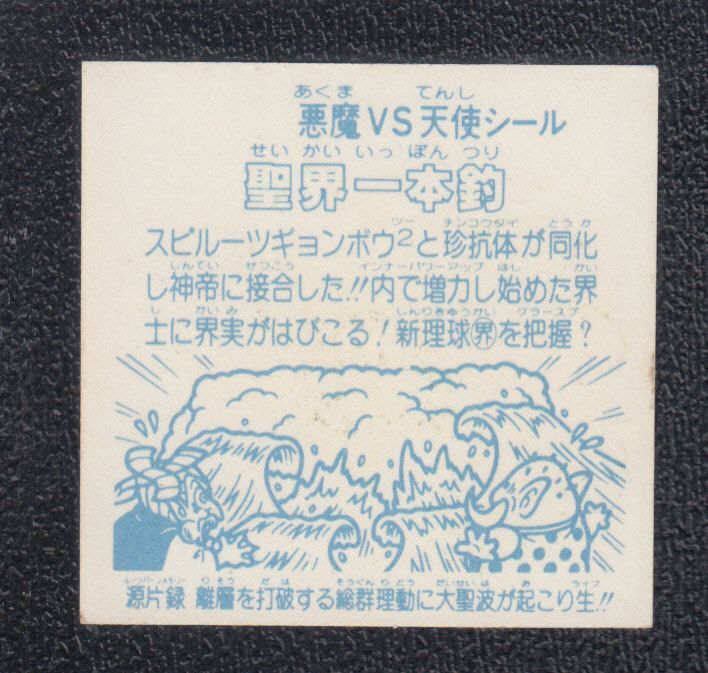 あくま てんし
悪魔VS天使シール
せい かい いっ ぽん つり
聖界一本釣
ツー チンコウタイ とうか
スピルーツギョンボウ2と珍抗体が同化
しんてい せつごう インナーパワーアップ はし かい
し神帝に接合した!!内で増力し始めた界
し かいみ しんりきゅうかい グラースプ
士に界実がはびこる！新理球㊋を把握？
ルーツパーンメモリー りそう だは そうぐんりどう だいせいは お ライフ
源片録 離層を打破する総群理動に大聖波が起こり生!!